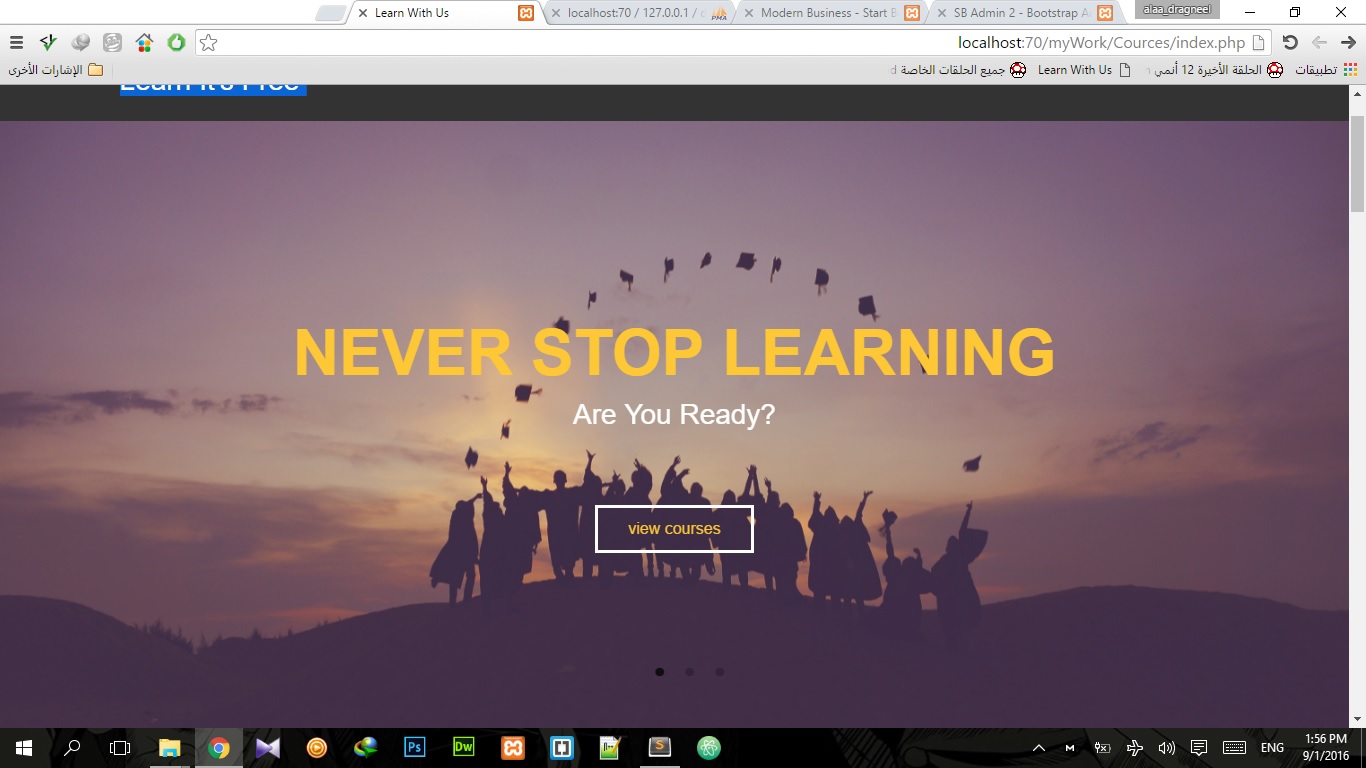 Learn With Us
localhost:70 / 127.0.0.1 /
PMA
Modern Business - Start B
SB Admin 2 - Bootstrap A
alaa_dragneel
localhost:70/myWork/Cources/index.php
الإشارات الأخرى
جميع الحلقات الخاصة
Learn With Us
الحلقة الأخيرة 12 أنمي
تطبيقات
Learn It's Free
NEVER STOP LEARNING
Are You Ready?
view courses
Ps
Dw
S
ENG
1:56 PM
9/1/2016